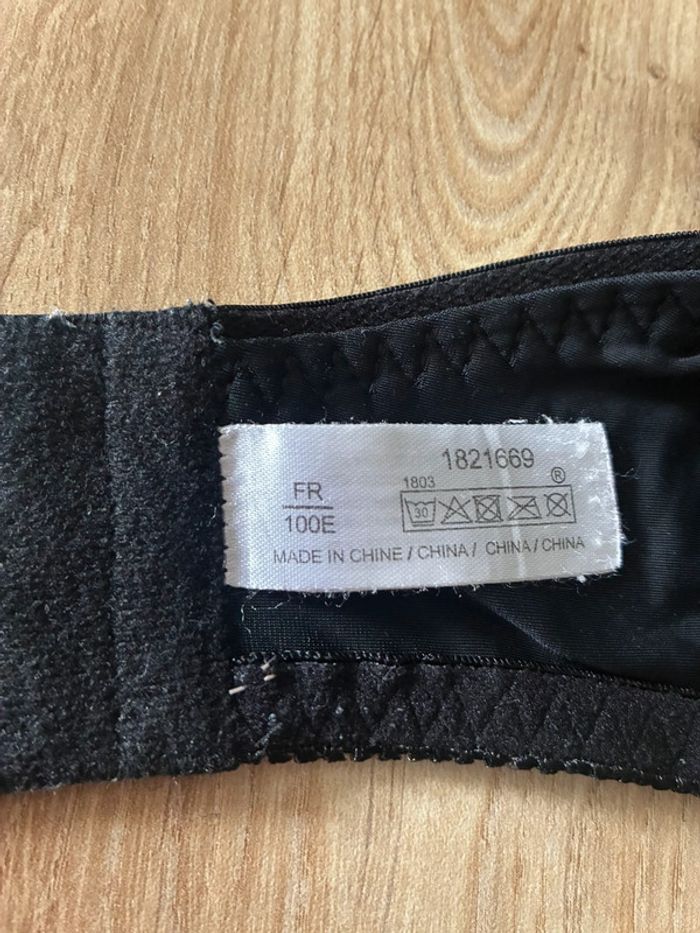 1821669
1803 ®
FR
30
100E
MADE IN CHINE / CHINA / CHINA / CHINA